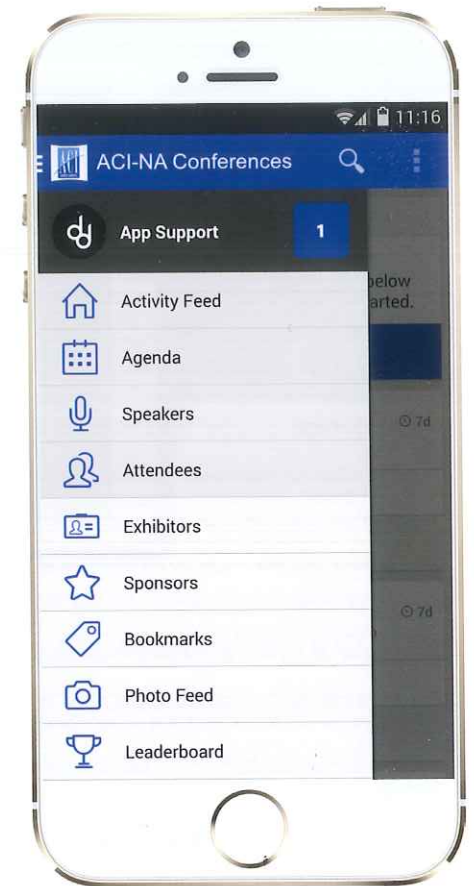 11:16
ACI
ACI-NA Conferences
App Support
1
below
arted.
Activity Feed
Agenda
Speakers
7d
Attendees
Exhibitors
Sponsors
7d
Bookmarks
Photo Feed
Leaderboard